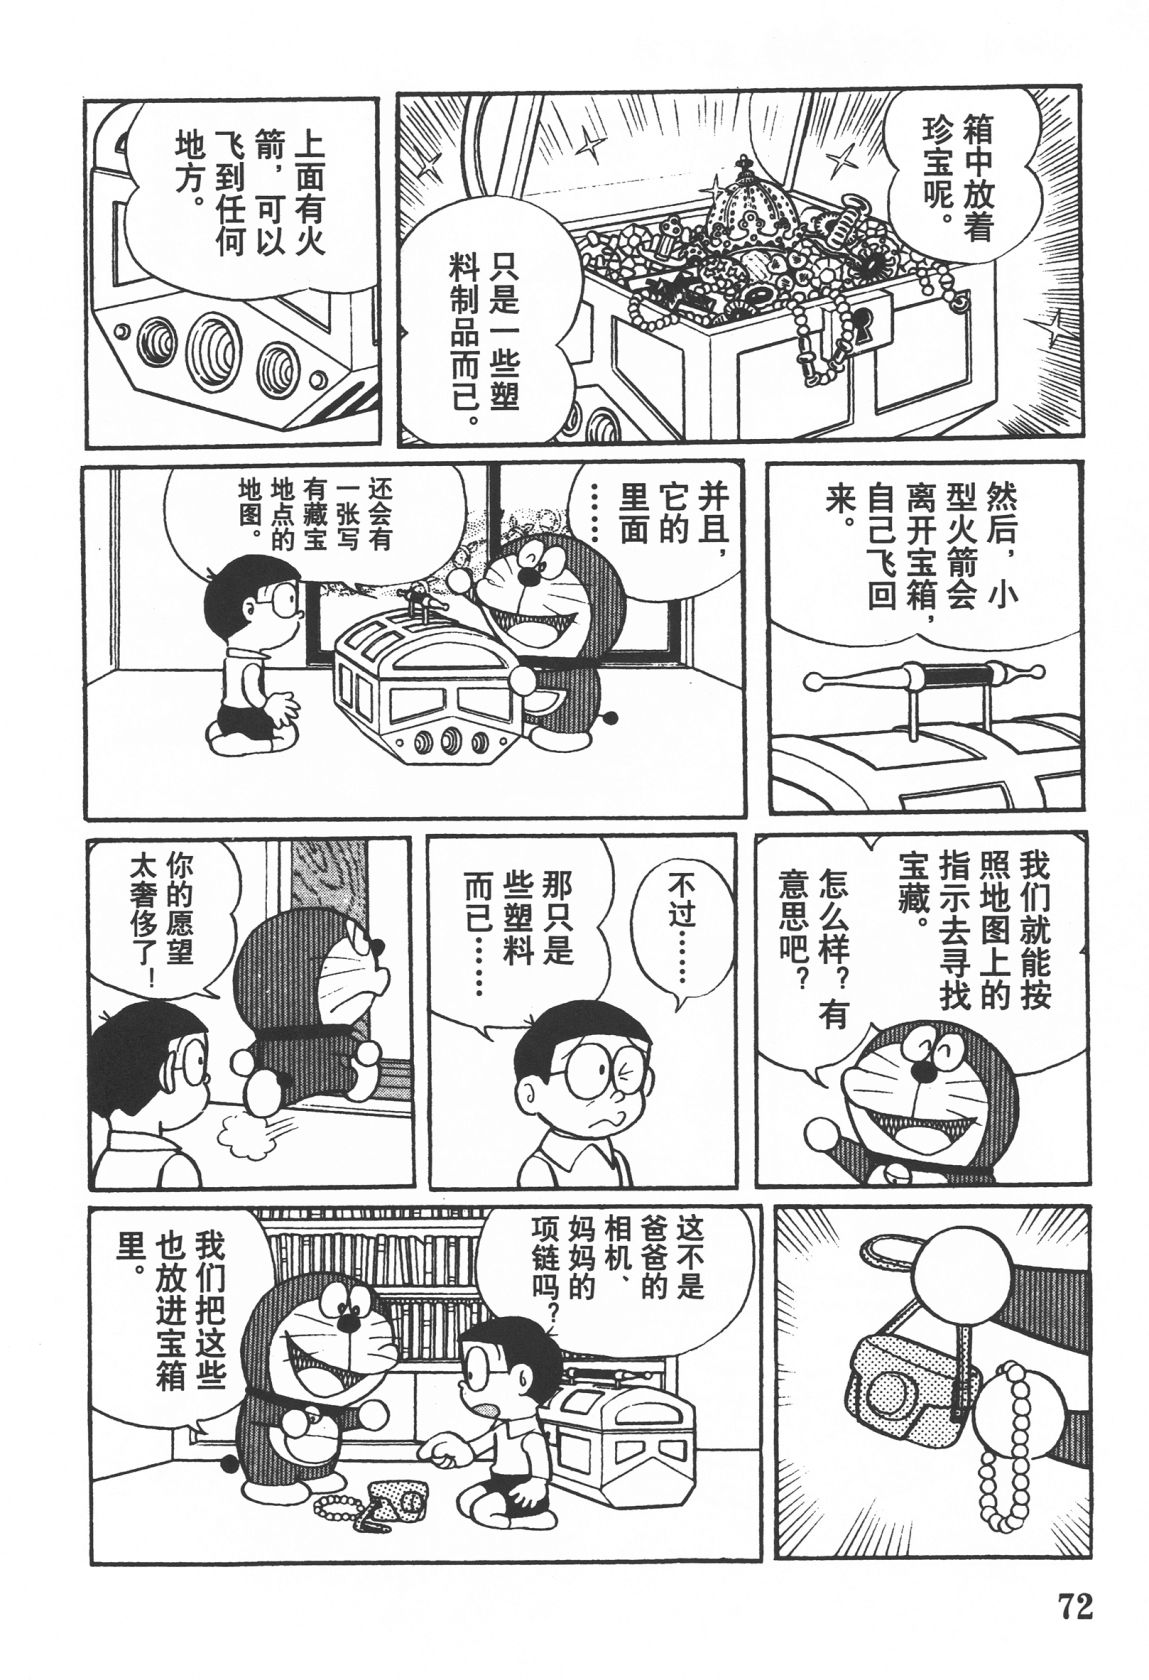 箱中放着
珍宝呢。
只是一些塑
料制品而已。
上面有火
箭，可以
飞到任何
地方。
然后，小
型火箭会
离开宝箱，
自己飞回
来。
并且，
它的
里面
……
还会有
一张写
有藏宝
地点的
地图。
我们就能按
照地图上的
指示去寻找
宝藏。
怎么样？有
意思吧？
不过……
那只是
些塑料
而已……
你的愿望
太奢侈了！
这不是
爸爸的
相机、
妈妈的
项链吗？
我们把这些
也放进宝箱
里。
72